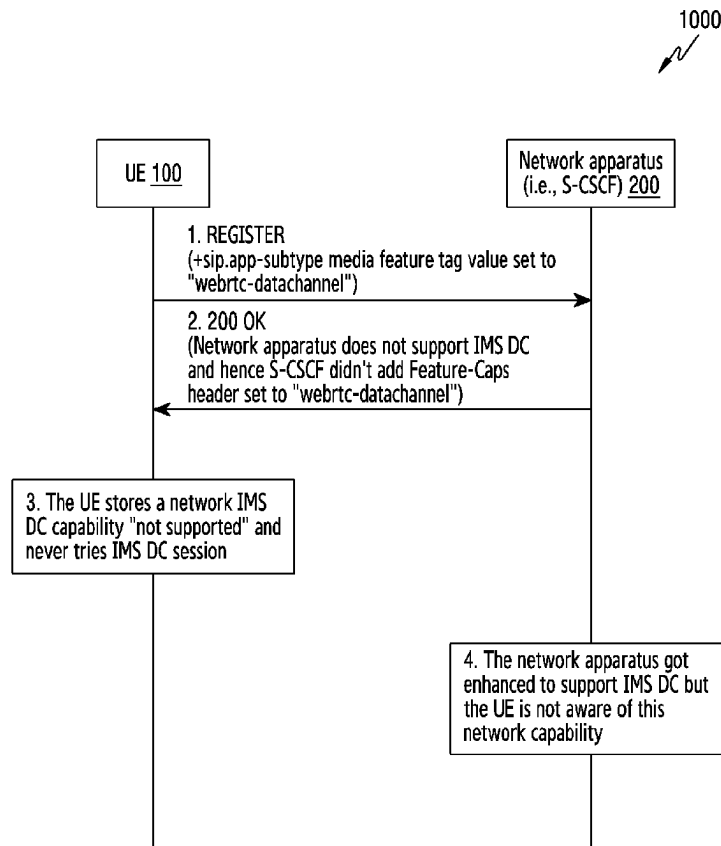 1000
UE 100
Network apparatus
(i.e., S-CSCF) 200
1. REGISTER
(+sip.app-subtype media feature tag value set to
"webrtc-datachannel")
2. 200 OK
(Network apparatus does not support IMS DC
and hence S-CSCF didn't add Feature-Caps
header set to "webrtc-datachannel")
3. The UE stores a network IMS
DC capability "not supported" and
never tries IMS DC session
4. The network apparatus got
enhanced to support IMS DC but
the UE is not aware of this
network capability